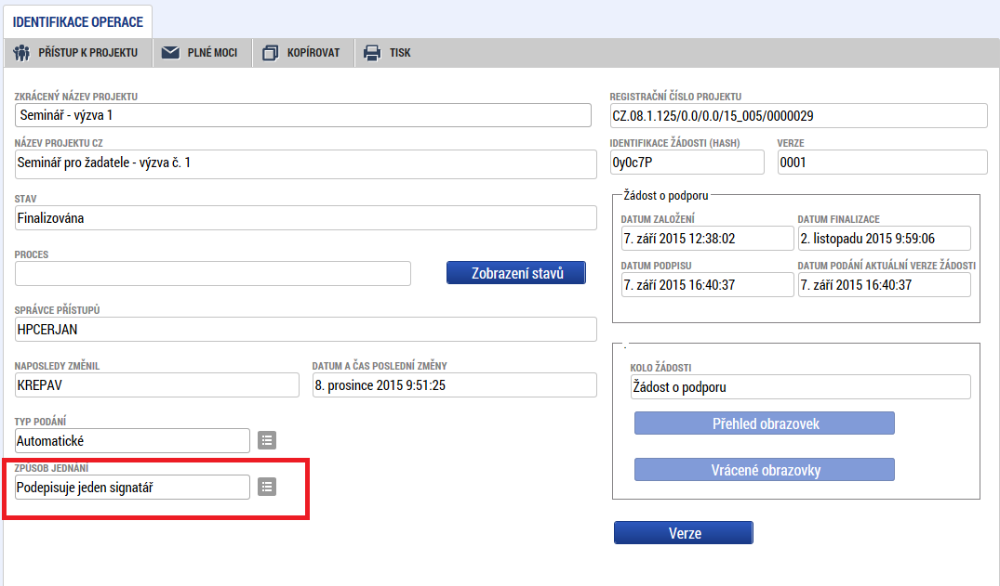 IDENTIFIKACE OPERACE
PŘÍSTUP K PROJEKTU PLNÉ MOCI KOPÍROVAT TISK
ZKRÁCENÝ NÁZEV PROJEKTU
Seminář - výzva 1
NÁZEV PROJEKTU CZ
Seminář pro žadatele - výzva č. 1
STAV
Finalizována
PROCES
Zobrazení stavů
SPRÁVCE PŘÍSTUPŮ
HPCERJAN
NAPOSLEDY ZMĚNIL
KREPAV
DATUM A ČAS POSLEDNÍ ZMĚNY
8. prosince 2015 9:51:25
TYP PODÁNÍ
Automatické
ZPŮSOB JEDNÁNÍ
Podepisuje jeden signatář
REGISTRAČNÍ ČÍSLO PROJEKTU
CZ.08.1.125/0.0/0.0/15_005/0000029
IDENTIFIKACE ŽÁDOSTI (HASH)
0y0c7P
VERZE
0001
Žádost o podporu
DATUM ZALOŽENÍ
7. září 2015 12:38:02
DATUM FINALIZACE
2. listopadu 2015 9:59:06
DATUM PODPISU
7. září 2015 16:40:37
DATUM PODÁNÍ AKTUÁLNÍ VERZE ŽÁDOSTI
7. září 2015 16:40:37
.
KOLO ŽÁDOSTI
Žádost o podporu
Přehled obrazovek
Vrácené obrazovky
Verze